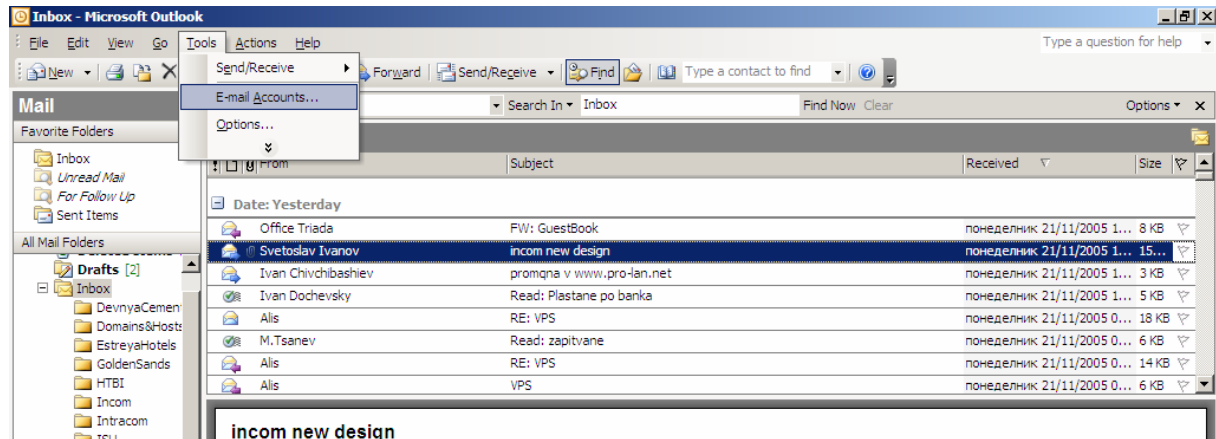 Inbox - Microsoft Outlook
File Edit View Go Tools Actions Help Type a question for help
New Forward Send/Receive Find Type a contact to find
Send/Receive
E-mail Accounts...
Options...
Mail Search In Inbox Find Now Clear Options
Favorite Folders
Inbox
Unread Mail
For Follow Up
Sent Items
All Mail Folders
Drafts [2]
Inbox
DevnyaCement
Domains&Hosts
EstreyaHotels
GoldenSands
HTBI
Incom
Intracom
From Subject Received Size
Date: Yesterday
Office Triada FW: GuestBook понеделник 21/11/2005 1... 8 KB
Svetoslav Ivanov incom new design понеделник 21/11/2005 1... 15...
Ivan Chivchibashiev promqna v www.pro-lan.net понеделник 21/11/2005 1... 3 KB
Ivan Dochevsky Read: Plastane po banka понеделник 21/11/2005 1... 5 KB
Alis RE: VPS понеделник 21/11/2005 0... 18 KB
M.Tsanev Read: zapitvane понеделник 21/11/2005 0... 6 KB
Alis RE: VPS понеделник 21/11/2005 0... 14 KB
Alis VPS понеделник 21/11/2005 0... 6 KB
incom new design